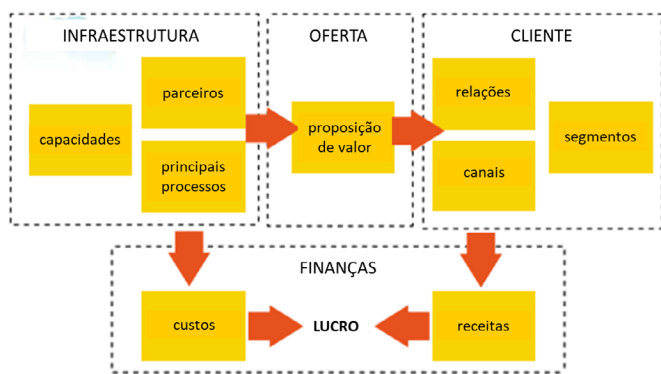 INFRAESTRUTURA
parceiros
capacidades
principais
processos
OFERTA
proposição
de valor
CLIENTE
relações
segmentos
canais
FINANÇAS
custos
LUCRO
receitas